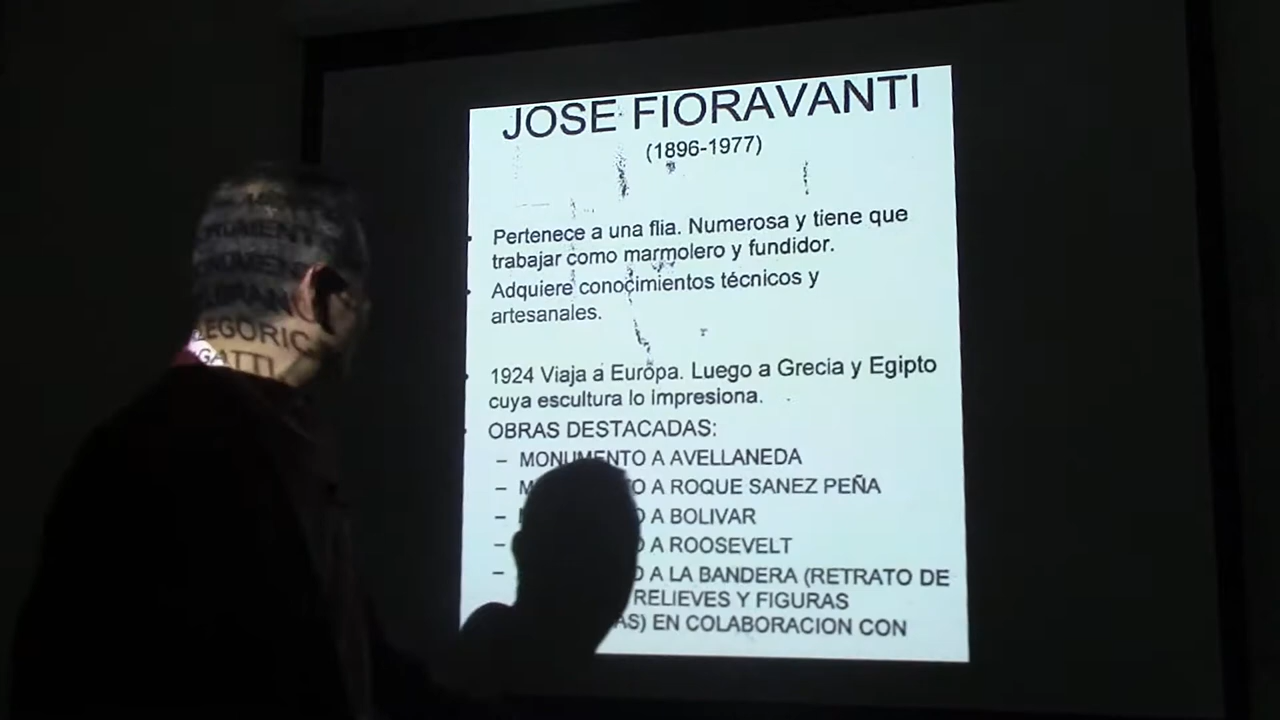 JOSE FIORAVANTI
(1896-1977)
Pertenece a una flia. Numerosa y tiene que
trabajar como marmolero y fundidor.
Adquiere conocimientos técnicos y
artesanales.
1924 Viaja a Europa. Luego a Grecia y Egipto
cuya escultura lo impresiona.
OBRAS DESTACADAS:
– MONUMENTO A AVELLANEDA
– A ROQUE SANEZ PEÑA
– A BOLIVAR
– A ROOSEVELT
– A LA BANDERA (RETRATO DE
RELIEVES Y FIGURAS
EN COLABORACION CON